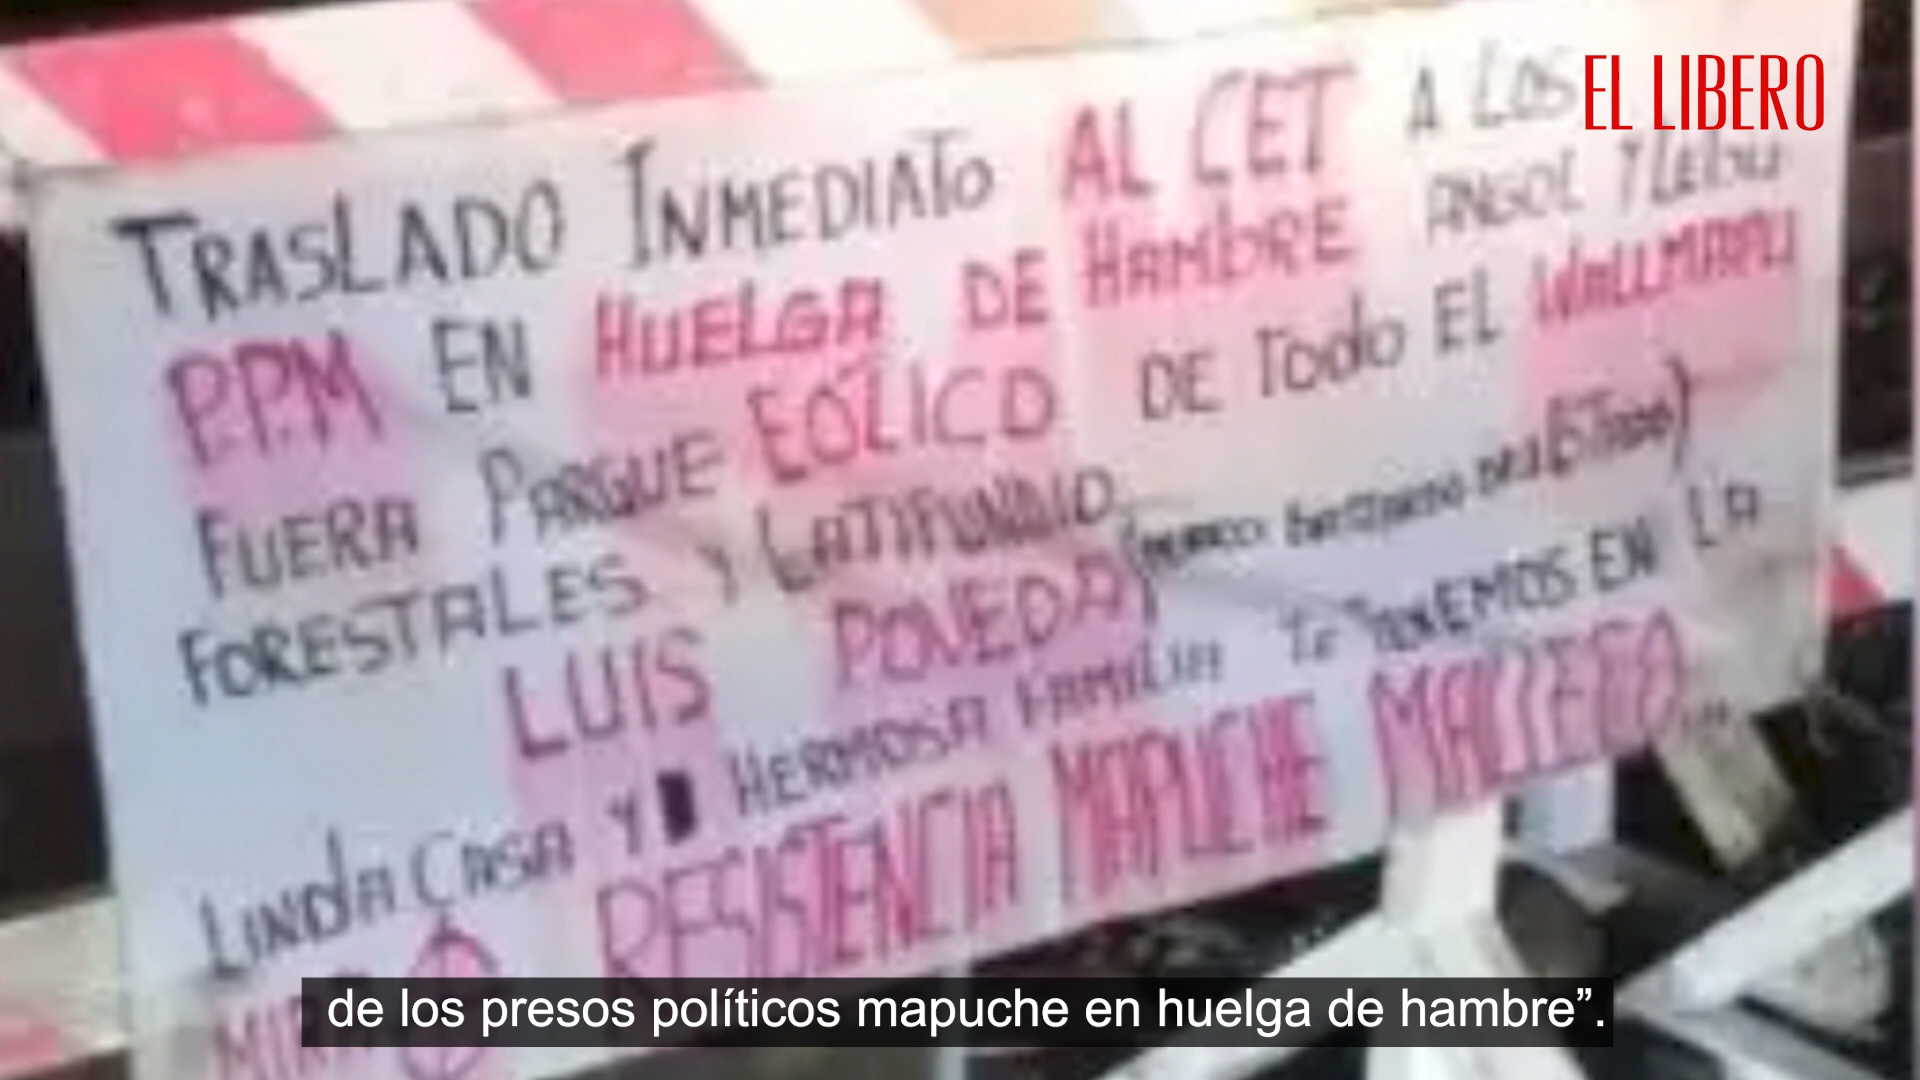 EL LIBERO
TRASLADO INMEDIATO AL CET A LOS
P.P.M EN HUELGA DE HAMBRE ANGOL Y LEBU
FUERA PARQUE EÓLICO DE TODO EL WALLMAPU
FORESTALES Y LATIFUNDIO
LUIS POVEDA
LINDA CASA Y HERMOSA FAMILIA TE TENEMOS EN LA
MIRA RESISTENCIA MAPUCHE MALLECO...
de los presos políticos mapuche en huelga de hambre”.